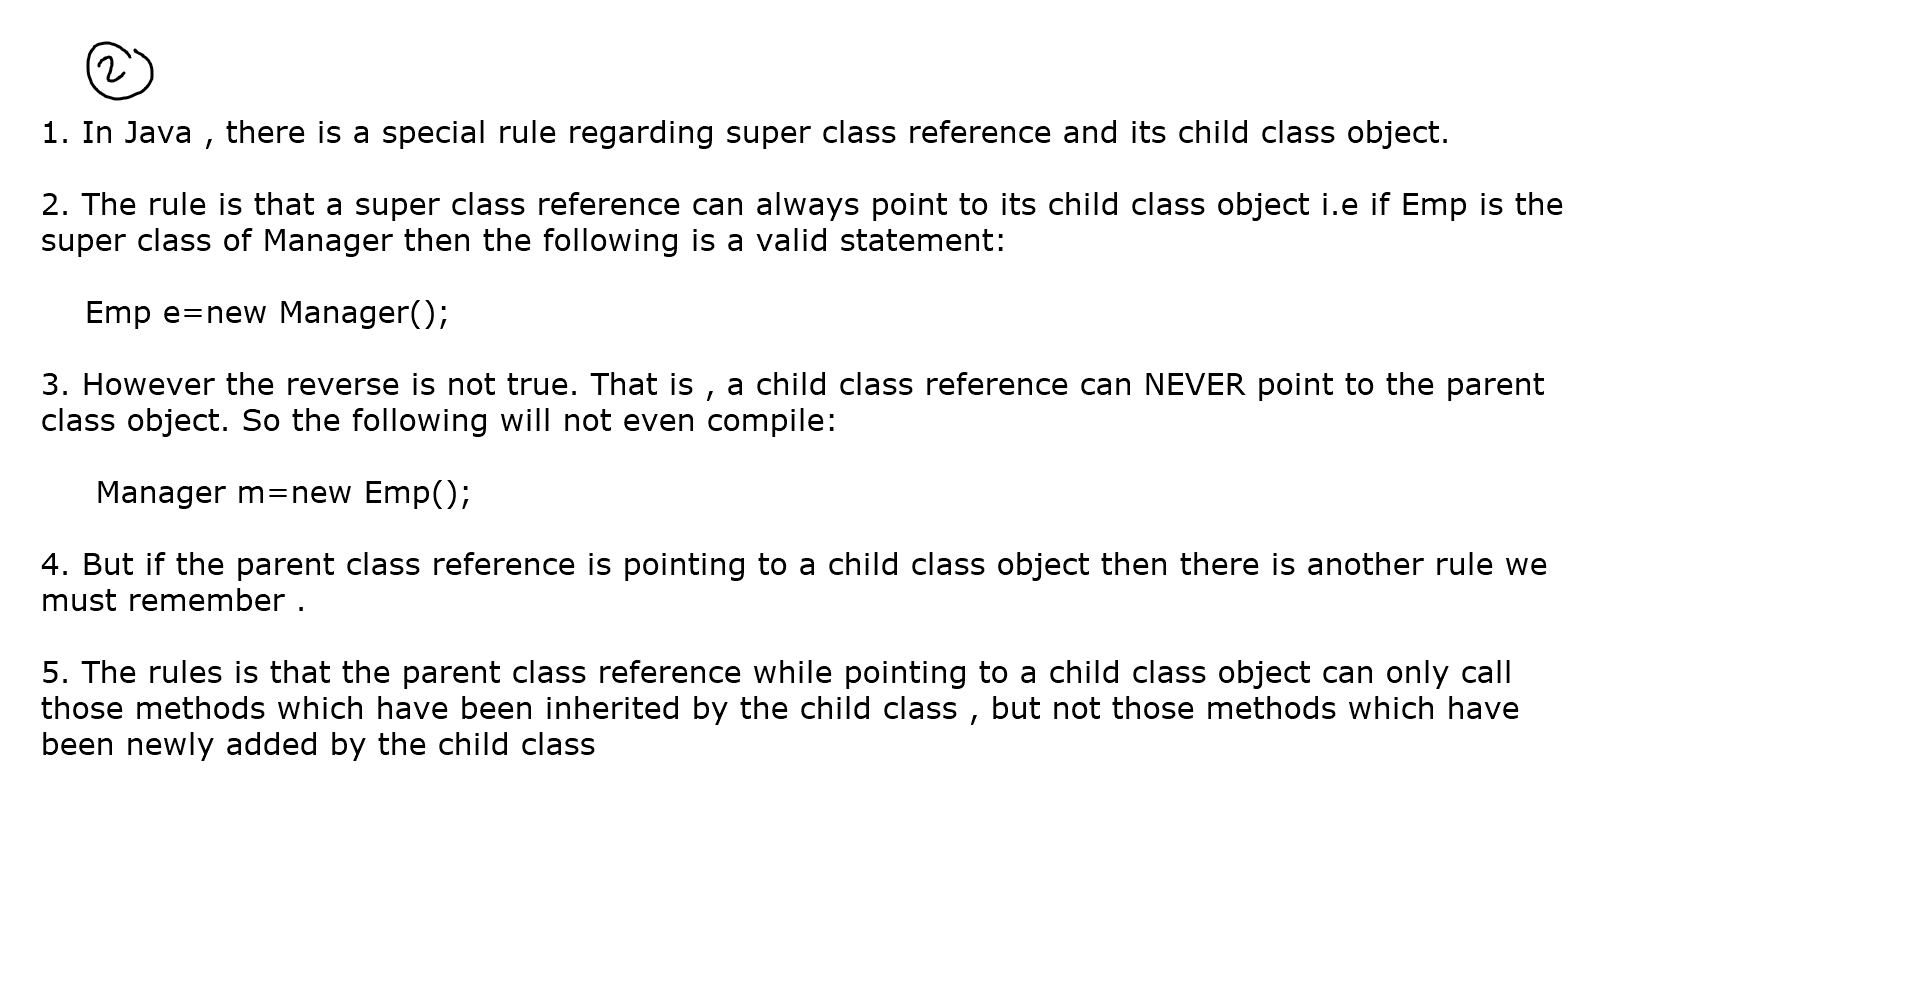 2
1. In Java , there is a special rule regarding super class reference and its child class object.
2. The rule is that a super class reference can always point to its child class object i.e if Emp is the
super class of Manager then the following is a valid statement:
Emp e=new Manager();
3. However the reverse is not true. That is , a child class reference can NEVER point to the parent
class object. So the following will not even compile:
Manager m=new Emp();
4. But if the parent class reference is pointing to a child class object then there is another rule we
must remember .
5. The rules is that the parent class reference while pointing to a child class object can only call
those methods which have been inherited by the child class , but not those methods which have
been newly added by the child class